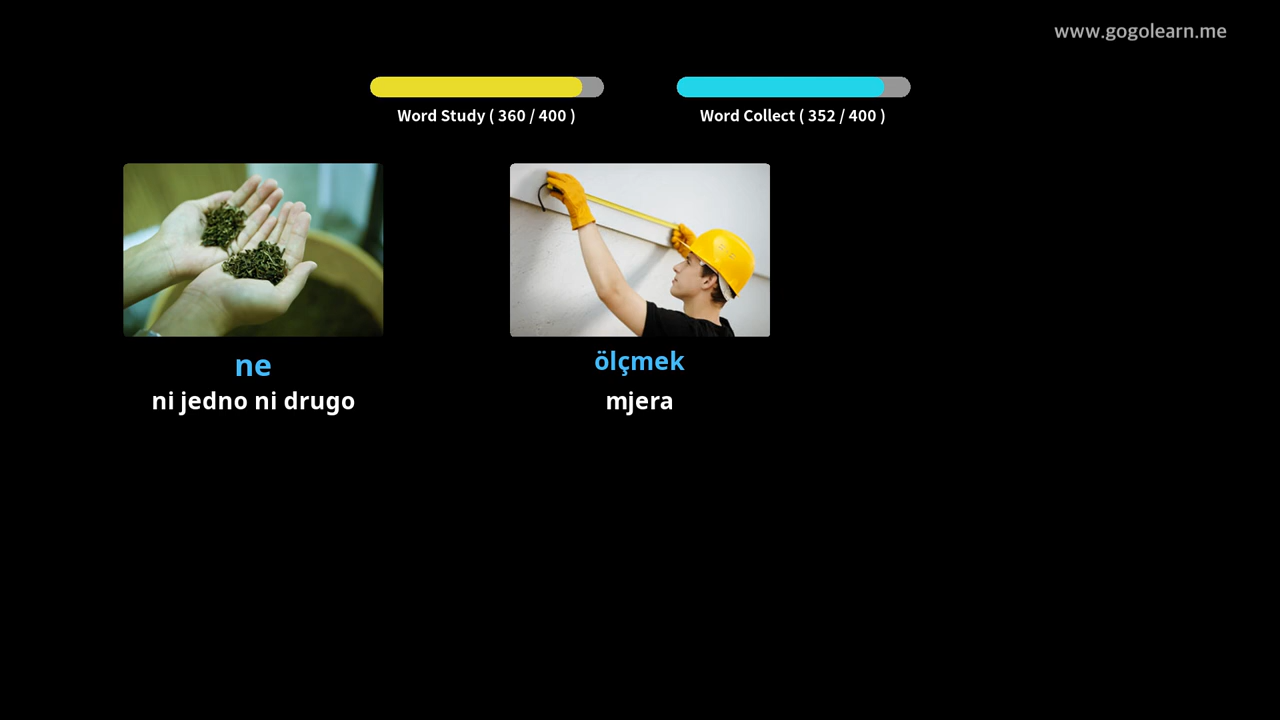 www.gogolearn.me
Word Study ( 360 / 400 )
Word Collect ( 352 / 400 )
ne
ni jedno ni drugo
ölçmek
mjera